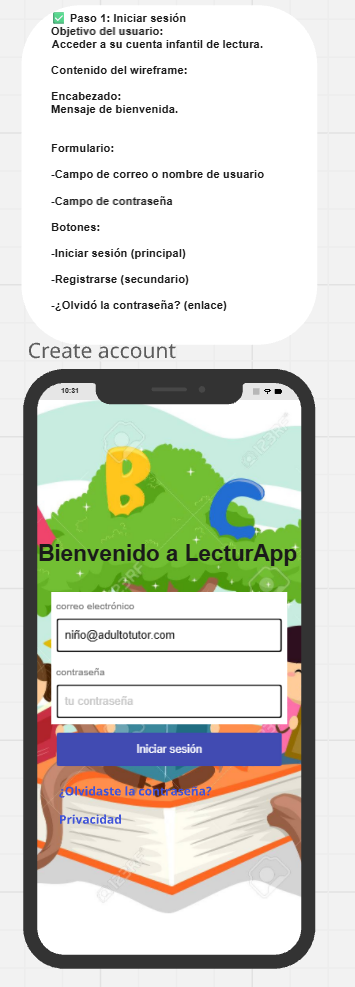 ✅ Paso 1: Iniciar sesión
Objetivo del usuario:
Acceder a su cuenta infantil de lectura.
Contenido del wireframe:
Encabezado:
Mensaje de bienvenida.
Formulario:
-Campo de correo o nombre de usuario
-Campo de contraseña
Botones:
-Iniciar sesión (principal)
-Registrarse (secundario)
-¿Olvidó la contraseña? (enlace)
Create account
10:31
B
C
Bienvenido a LecturApp
correo electrónico
niño@adultotutor.com
contraseña
tu contraseña
Iniciar sesión
¿Olvidaste la contraseña?
Privacidad